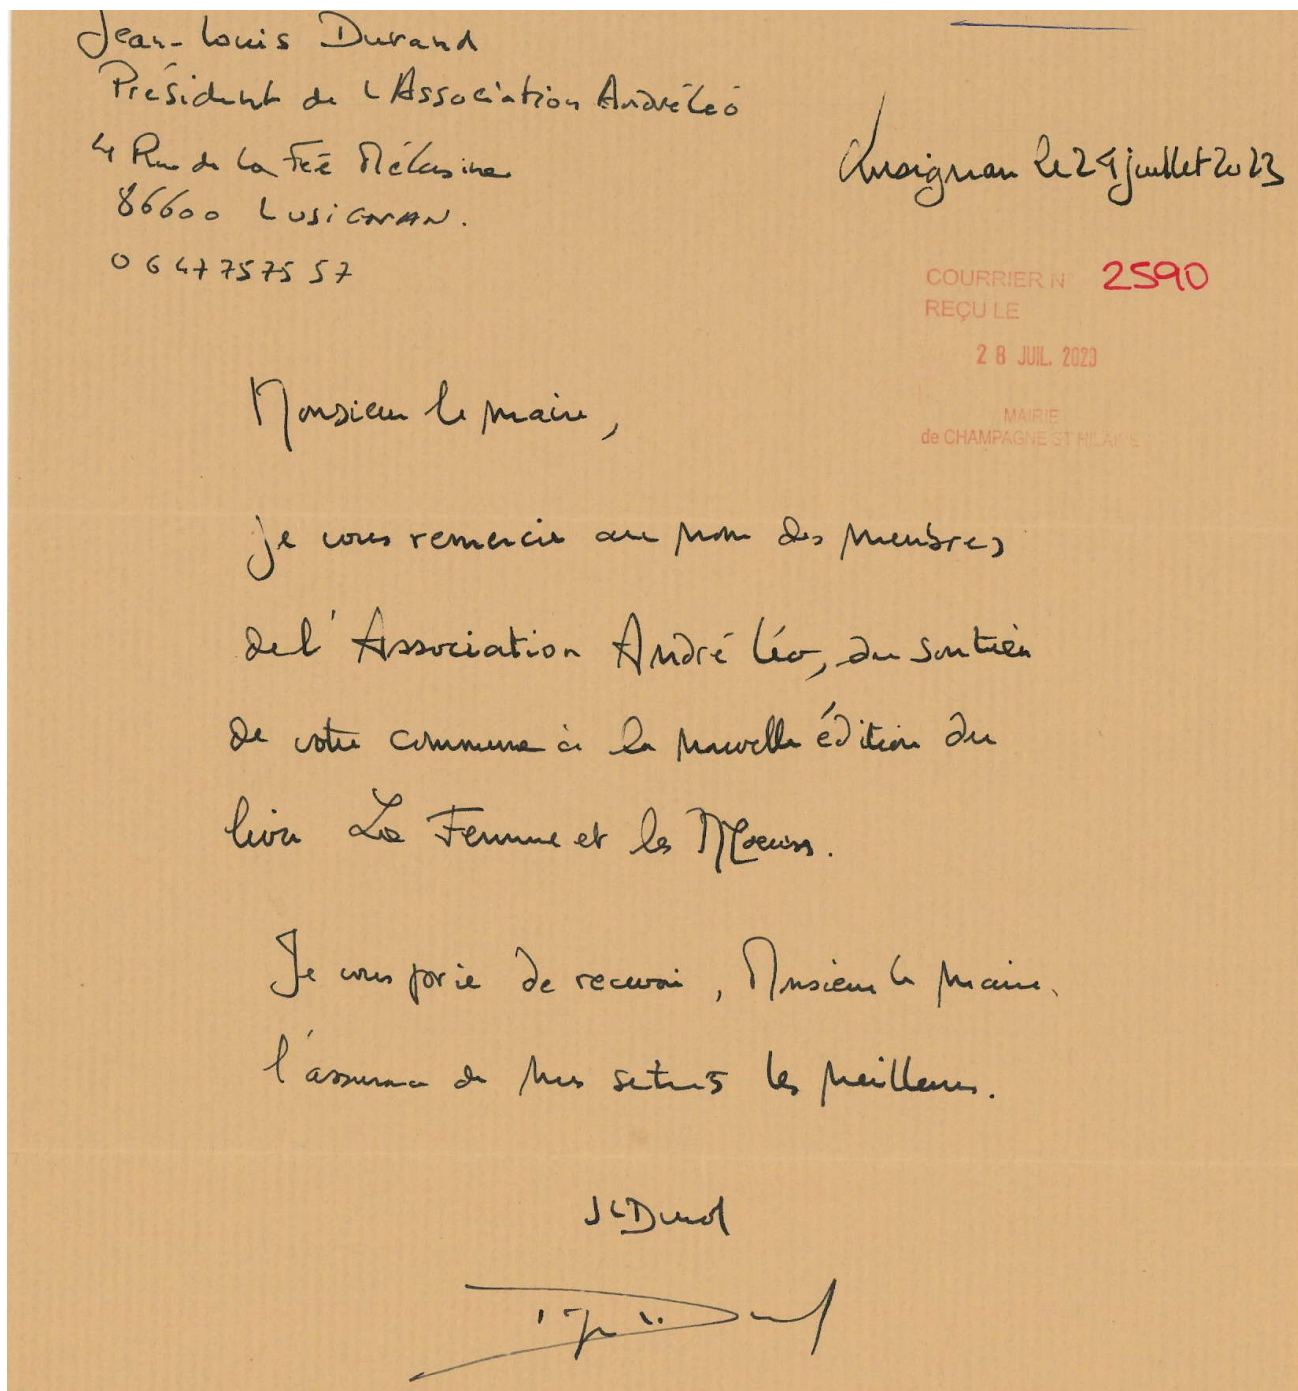 Jean-Louis Durand
Président de l'Association André Léo
4 Rue de la Fée Mélusine
86600 LUSIGNAN.
06 47 75 75 57
Lusignan le 24 juillet 2023
COURRIER N° 2590
REÇU LE
28 JUIL. 2023
MAIRIE
de CHAMPAGNE ST HILAIRE
Monsieur le maire,
je vous remercie au nom des membres
de l'Association André Léo, du soutien
de votre commune à la nouvelle édition du
livre La Femme et les Moeurs.
Je vous prie de recevoir, Monsieur le maire,
l'assurance de mes les meilleurs.
JL Durand